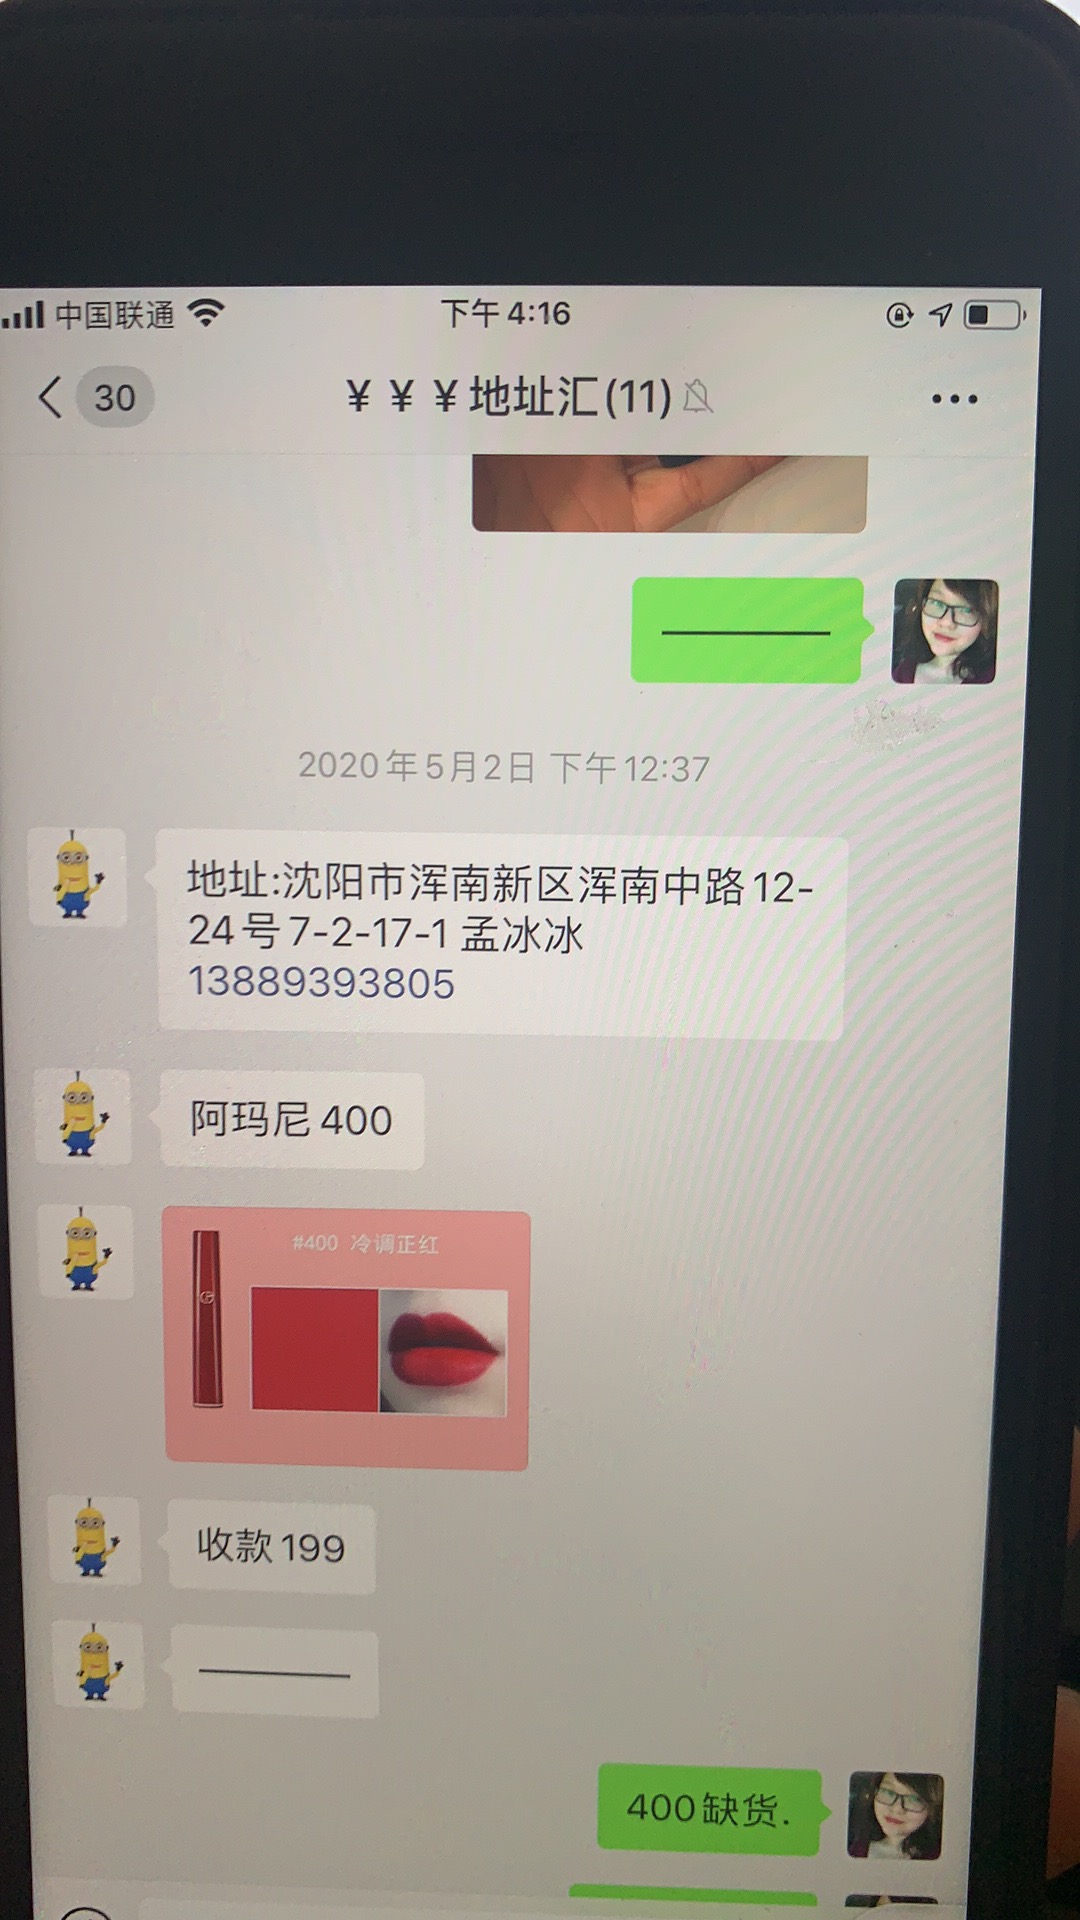 中国联通
下午 4:16
30
¥ ¥ ¥地址汇(11)
2020年5月2日 下午12:37
地址:沈阳市浑南新区浑南中路12-
24号7-2-17-1 孟冰冰
13889393805
阿玛尼400
#400 冷调正红
收款199
400缺货.